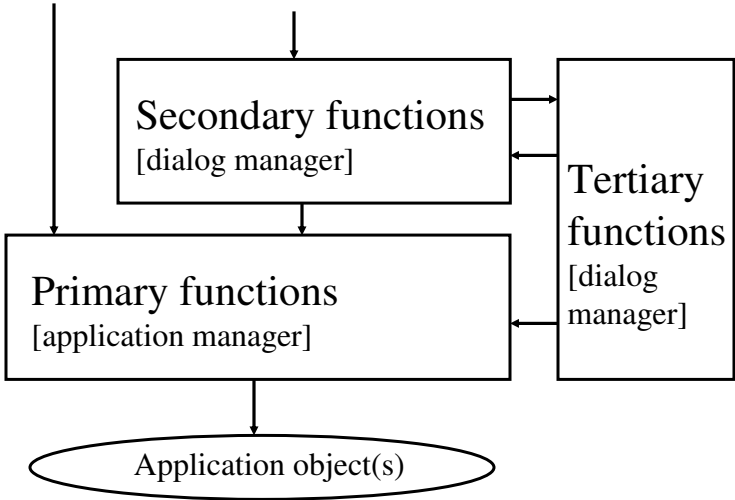 Secondary functions
[dialog manager]
Tertiary
functions
[dialog
manager]
Primary functions
[application manager]
Application object(s)